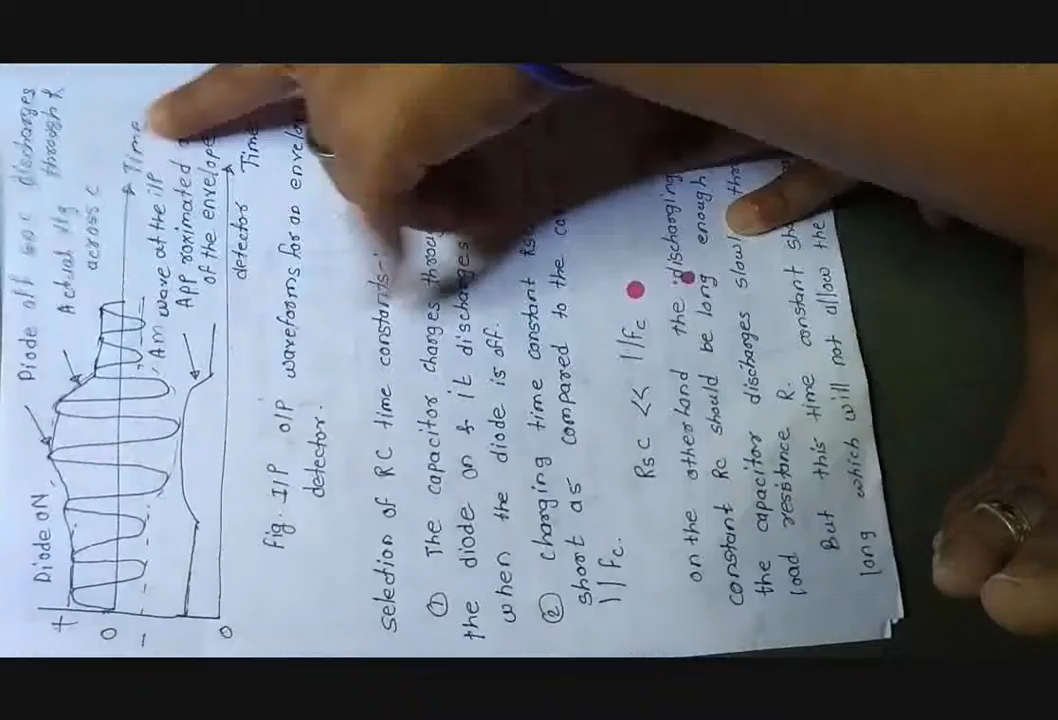 Diode off so c discharges
through R
Diode ON
Actual
across c
+
0
-
Time
Am wave at the i/P
APProximated
of the envelope
detector
Time
0
Fig. I/P O/P waveforms for an
detector.
selection of RC time constants-
① The capacitor charges
the diode on & it discharges
when the diode is off.
② charging time constant
short as compared to the
1/fc.
RsC << 1/fc
on the other hand the discharging
constant Rc should be long enough
the capacitor discharges slowly
load resistance R.
But this time constant
long which will not allow the